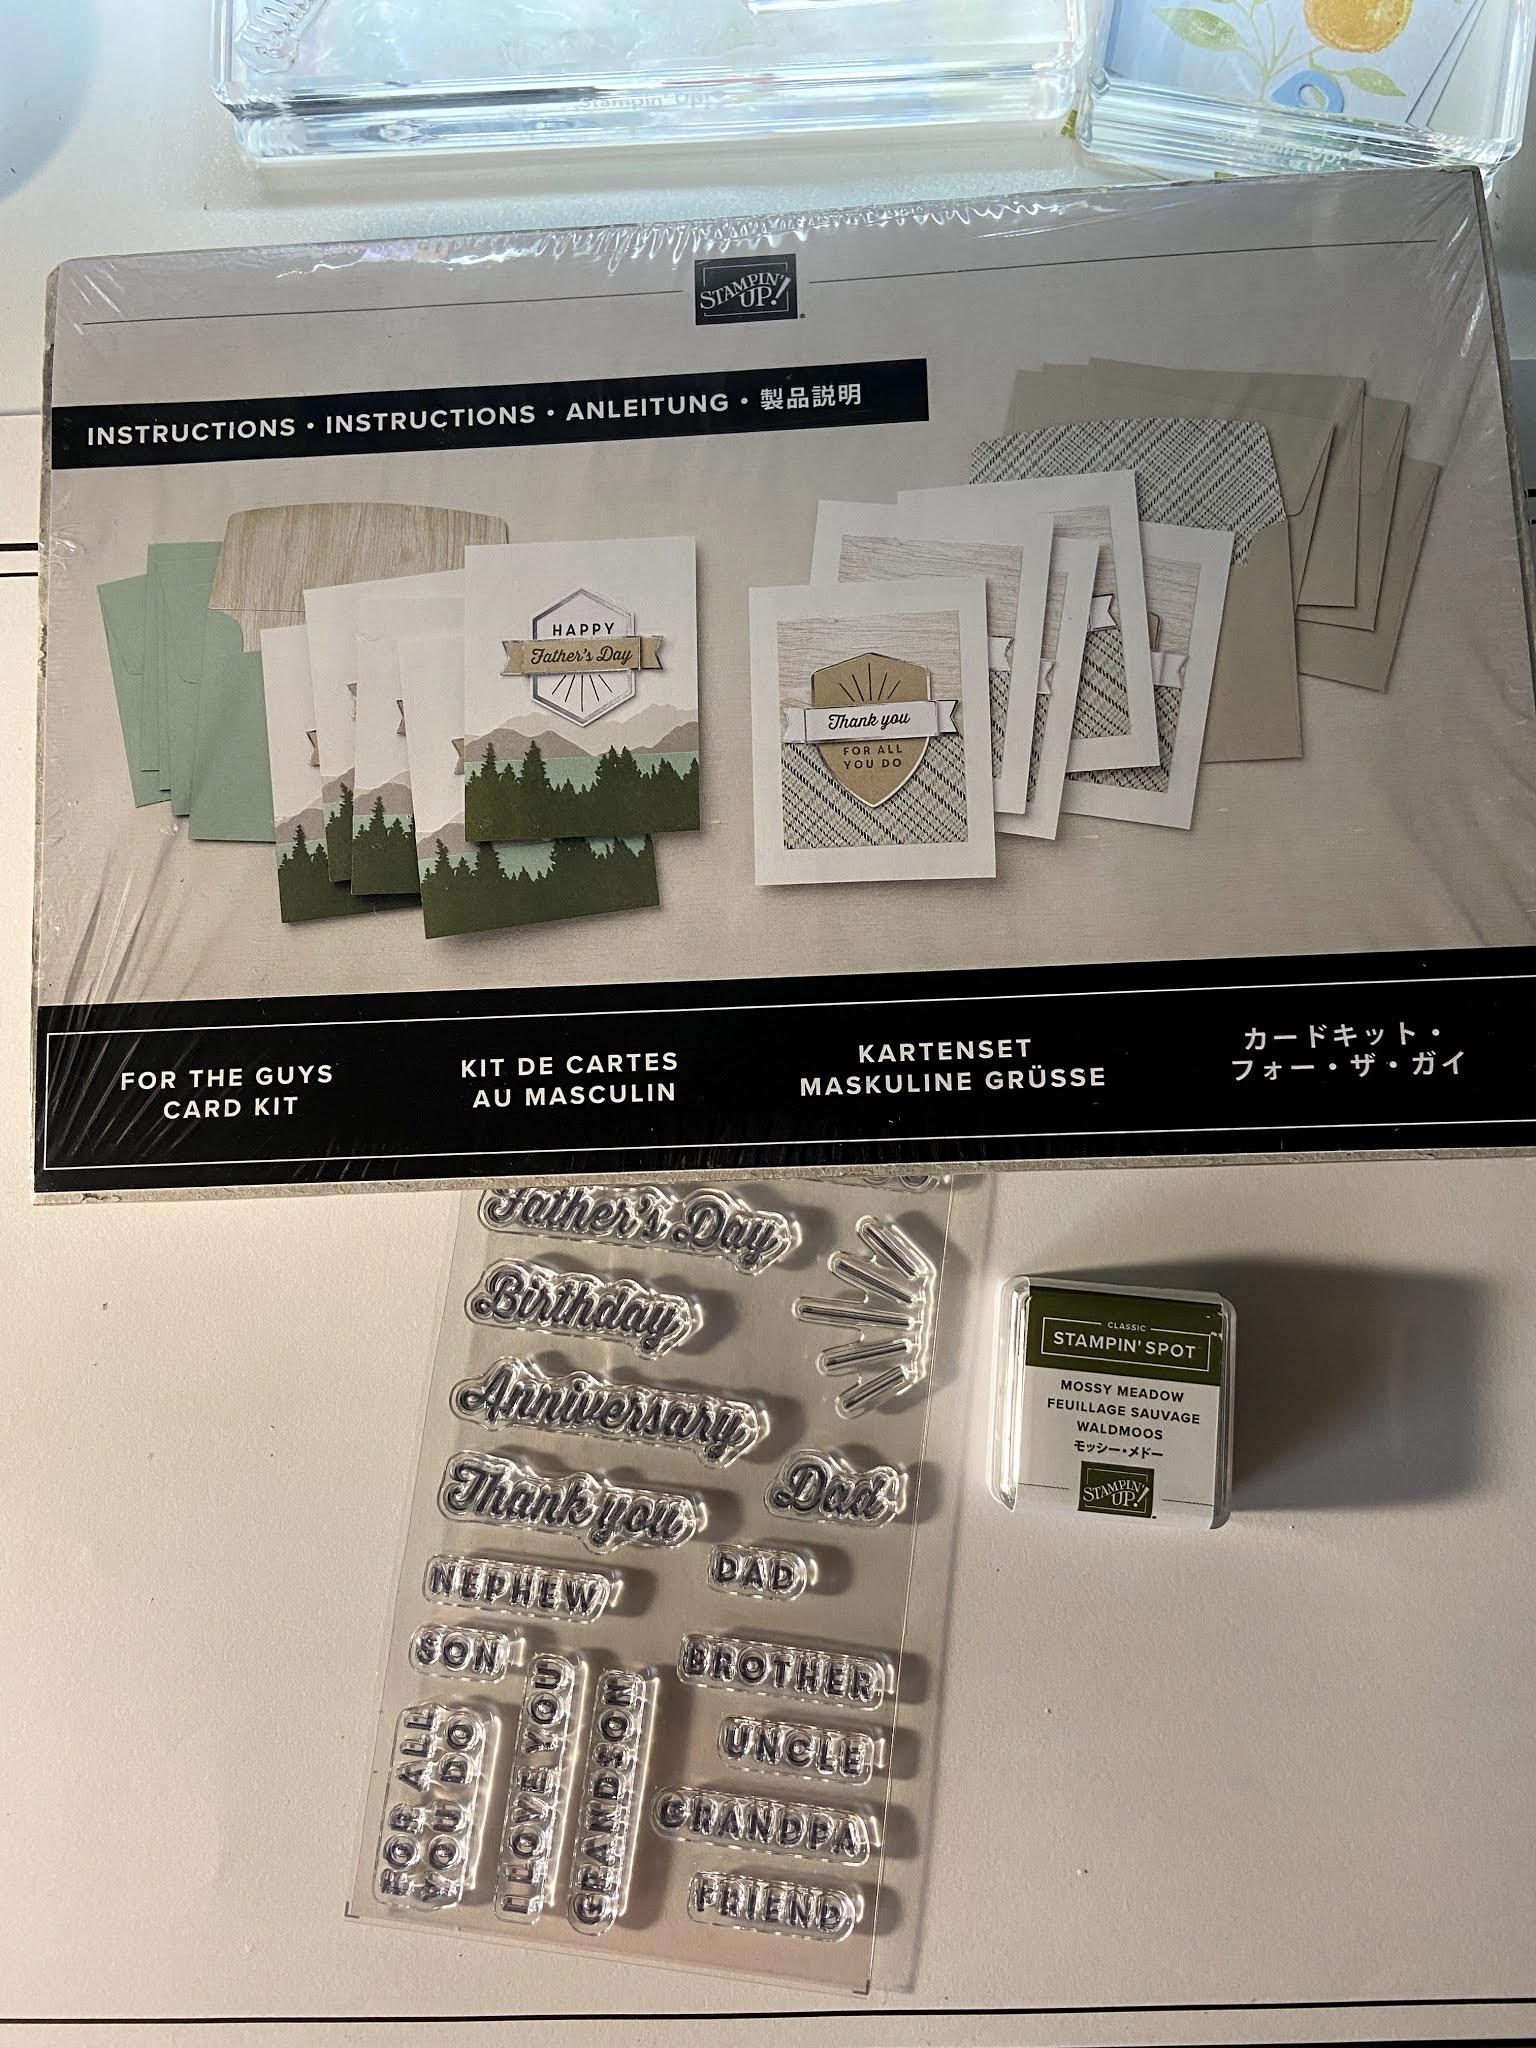 Stampin' Up!
Stampin' Up!
STAMPIN' UP!
INSTRUCTIONS • INSTRUCTIONS • ANLEITUNG • 製品説明
HAPPY
Father's Day
Thank you
FOR ALL
YOU DO
FOR THE GUYS
CARD KIT
KIT DE CARTES
AU MASCULIN
KARTENSET
MASKULINE GRÜSSE
カードキット・
フォー・ザ・ガイ
Father's Day
Birthday
Anniversary
Thank you
Dad
NEPHEW
DAD
SON
BROTHER
FOR ALL
YOU DO
I LOVE YOU
GRANDSON
UNCLE
GRANDPA
FRIEND
CLASSIC
STAMPIN' SPOT
MOSSY MEADOW
FEUILLAGE SAUVAGE
WALDMOOS
モッシー・メドー
STAMPIN' UP!